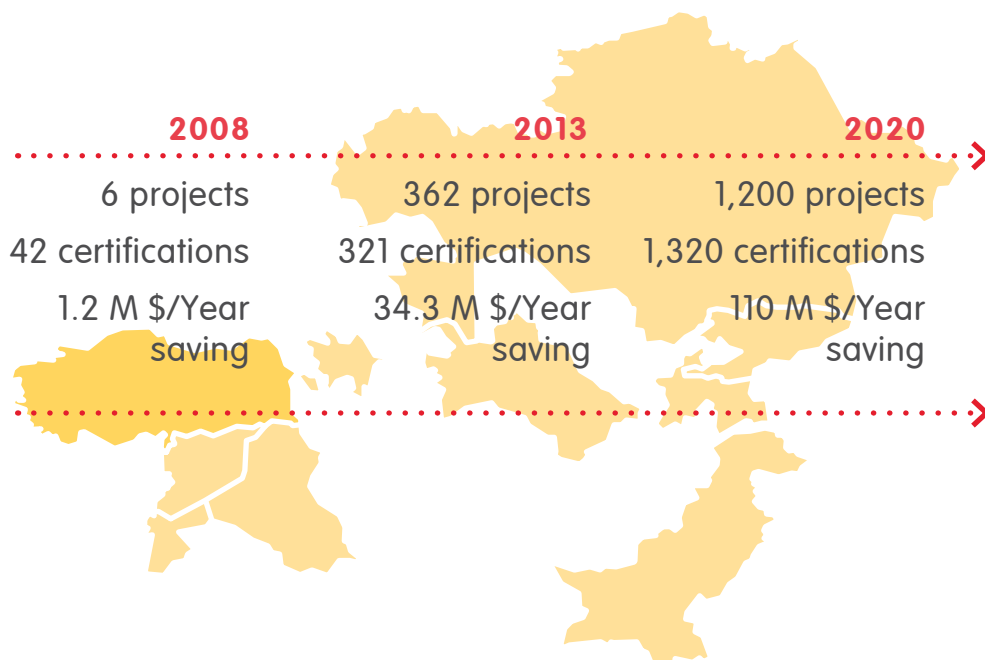 2008
6 projects
42 certifications
1.2 M $/Year
saving
2013
362 projects
321 certifications
34.3 M $/Year
saving
2020
1,200 projects
1,320 certifications
110 M $/Year
saving